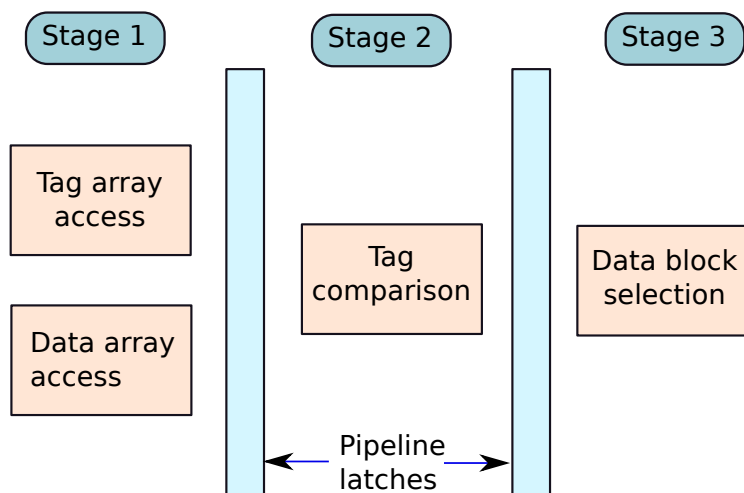 Stage 1
Stage 2
Stage 3
Tag array
access
Data array
access
Tag
comparison
Data block
selection
Pipeline
latches